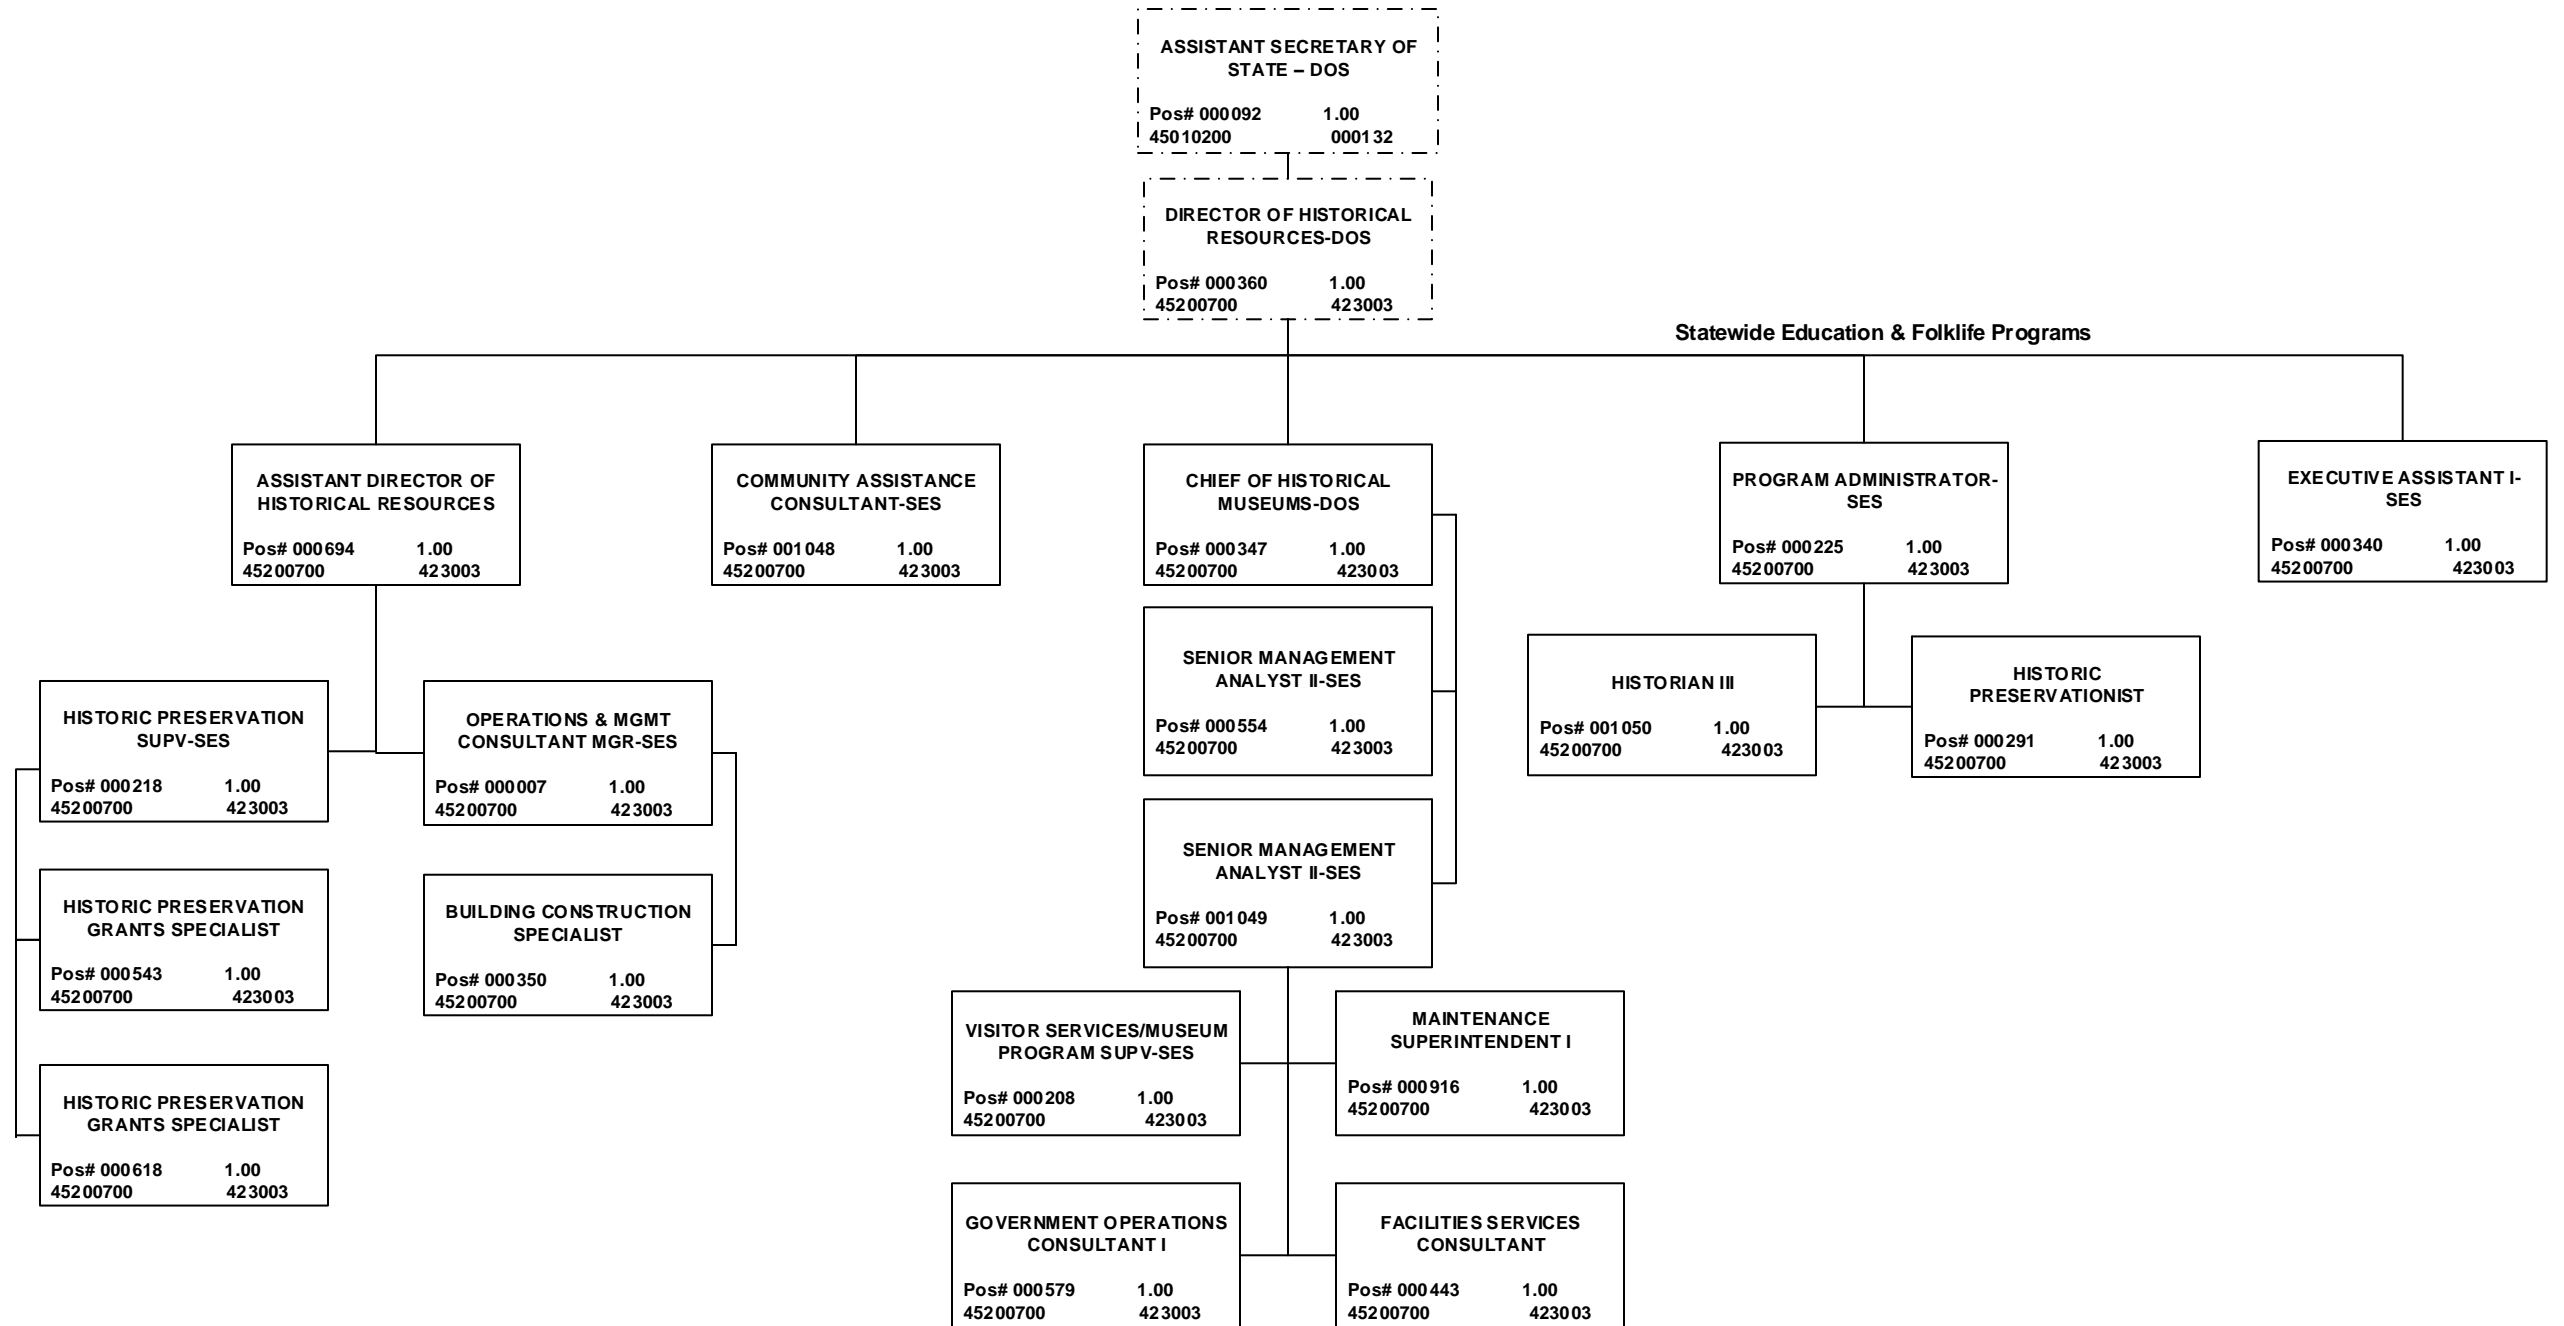 ASSISTANT SECRETARY OF
STATE – DOS
Pos# 000092 1.00
45010200 000132
DIRECTOR OF HISTORICAL
RESOURCES-DOS
Pos# 000360 1.00
45200700 423003
Statewide Education & Folklife Programs
ASSISTANT DIRECTOR OF
HISTORICAL RESOURCES
Pos# 000694 1.00
45200700 423003
COMMUNITY ASSISTANCE
CONSULTANT-SES
Pos# 001048 1.00
45200700 423003
CHIEF OF HISTORICAL
MUSEUMS-DOS
Pos# 000347 1.00
45200700 423003
PROGRAM ADMINISTRATOR-
SES
Pos# 000225 1.00
45200700 423003
EXECUTIVE ASSISTANT I-
SES
Pos# 000340 1.00
45200700 423003
HISTORIC PRESERVATION
SUPV-SES
Pos# 000218 1.00
45200700 423003
OPERATIONS & MGMT
CONSULTANT MGR-SES
Pos# 000007 1.00
45200700 423003
SENIOR MANAGEMENT
ANALYST II-SES
Pos# 000554 1.00
45200700 423003
HISTORIAN III
Pos# 001050 1.00
45200700 423003
HISTORIC
PRESERVATIONIST
Pos# 000291 1.00
45200700 423003
HISTORIC PRESERVATION
GRANTS SPECIALIST
Pos# 000543 1.00
45200700 423003
BUILDING CONSTRUCTION
SPECIALIST
Pos# 000350 1.00
45200700 423003
SENIOR MANAGEMENT
ANALYST II-SES
Pos# 001049 1.00
45200700 423003
HISTORIC PRESERVATION
GRANTS SPECIALIST
Pos# 000618 1.00
45200700 423003
VISITOR SERVICES/MUSEUM
PROGRAM SUPV-SES
Pos# 000208 1.00
45200700 423003
MAINTENANCE
SUPERINTENDENT I
Pos# 000916 1.00
45200700 423003
GOVERNMENT OPERATIONS
CONSULTANT I
Pos# 000579 1.00
45200700 423003
FACILITIES SERVICES
CONSULTANT
Pos# 000443 1.00
45200700 423003